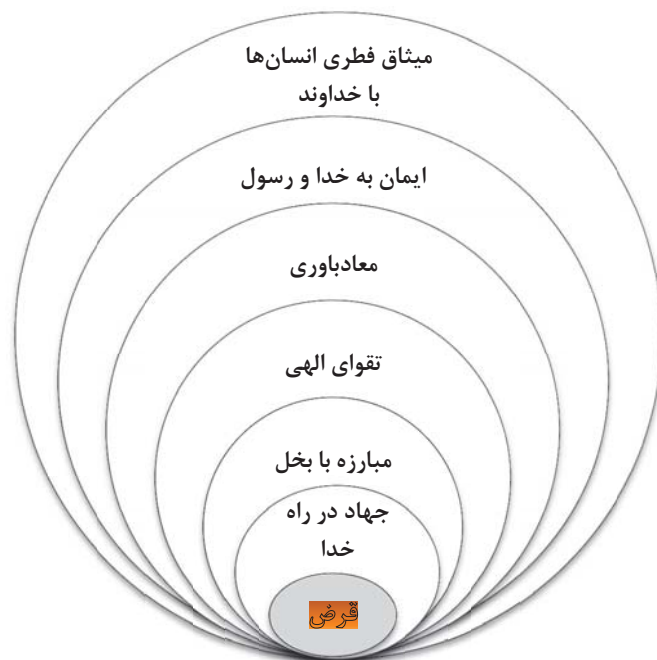 میثاق فطری انسان‌ها
با خداوند
ایمان به خدا و رسول
معادباوری
تقوای الهی
مبارزه با بخل
جهاد در راه
خدا
قرض